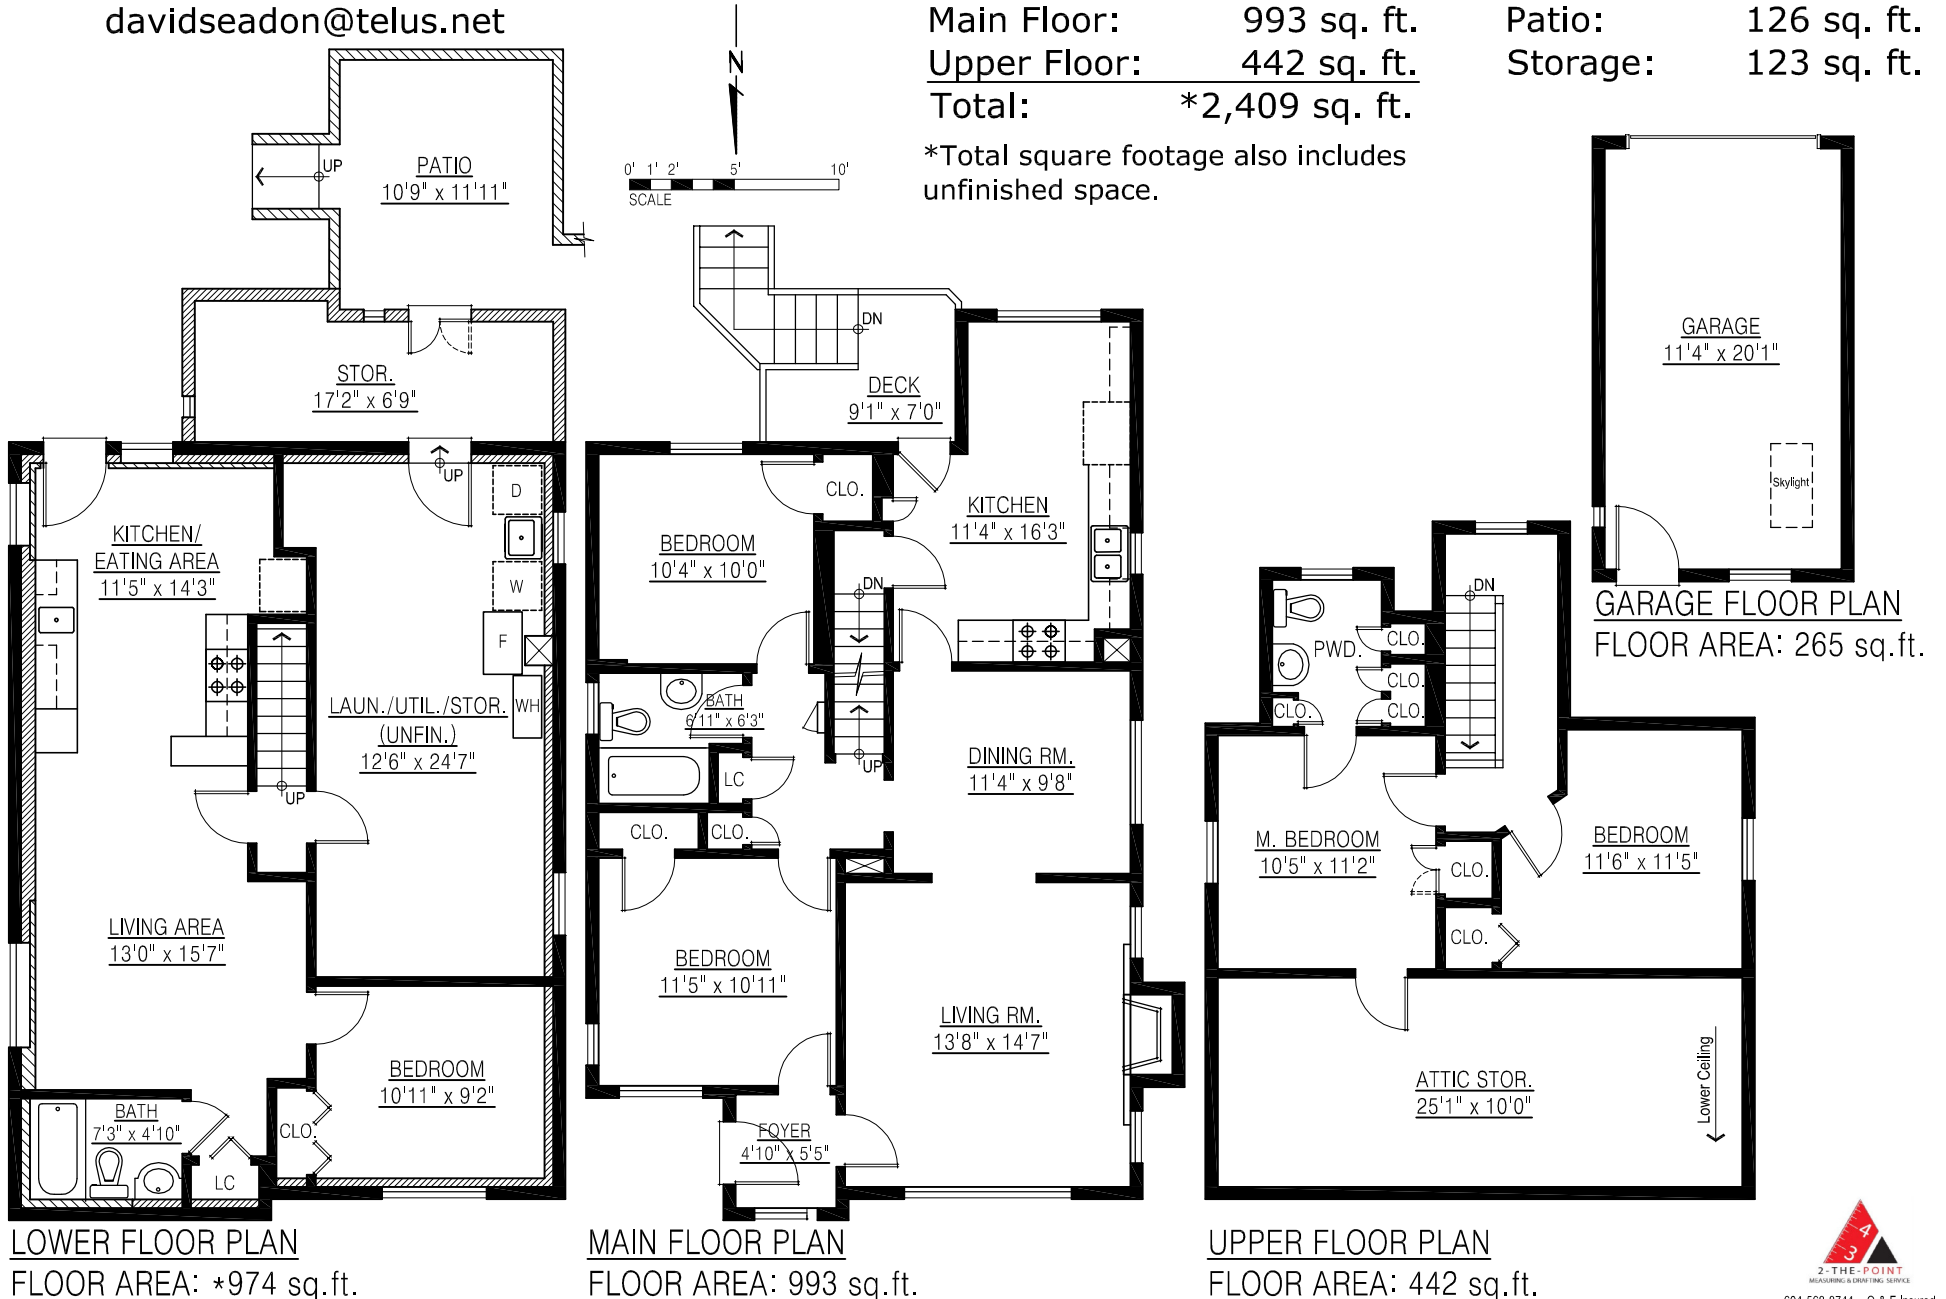 davidseadon@telus.net
Main Floor: 993 sq. ft.
Upper Floor: 442 sq. ft.
Total: *2,409 sq. ft.
*Total square footage also includes
unfinished space.
Patio: 126 sq. ft.
Storage: 123 sq. ft.
N
0' 1' 2' 5' 10'
SCALE
PATIO
10'9" x 11'11"
UP
STOR.
17'2" x 6'9"
UP
KITCHEN/
EATING AREA
11'5" x 14'3"
D
W
F
WH
LAUN./UTIL./STOR.
(UNFIN.)
12'6" x 24'7"
UP
LIVING AREA
13'0" x 15'7"
BEDROOM
10'11" x 9'2"
BATH
7'3" x 4'10"
CLO.
LC
LOWER FLOOR PLAN
FLOOR AREA: *974 sq.ft.
DN
DECK
9'1" x 7'0"
CLO.
KITCHEN
11'4" x 16'3"
BEDROOM
10'4" x 10'0"
DN
BATH
6'11" x 6'3"
UP
DINING RM.
11'4" x 9'8"
LC
CLO.
CLO.
BEDROOM
11'5" x 10'11"
LIVING RM.
13'8" x 14'7"
FOYER
4'10" x 5'5"
MAIN FLOOR PLAN
FLOOR AREA: 993 sq.ft.
GARAGE
11'4" x 20'1"
Skylight
GARAGE FLOOR PLAN
FLOOR AREA: 265 sq.ft.
DN
PWD.
CLO.
CLO.
CLO.
CLO.
M. BEDROOM
10'5" x 11'2"
BEDROOM
11'6" x 11'5"
CLO.
CLO.
ATTIC STOR.
25'1" x 10'0"
Lower Ceiling
UPPER FLOOR PLAN
FLOOR AREA: 442 sq.ft.
4
3
2-THE-POINT
MEASURING & DRAFTING SERVICE